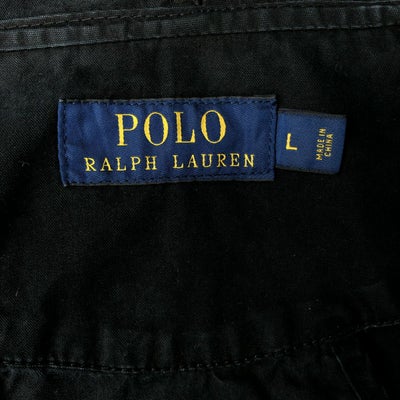 POLO
RALPH LAUREN
L
MADE IN
CHINA